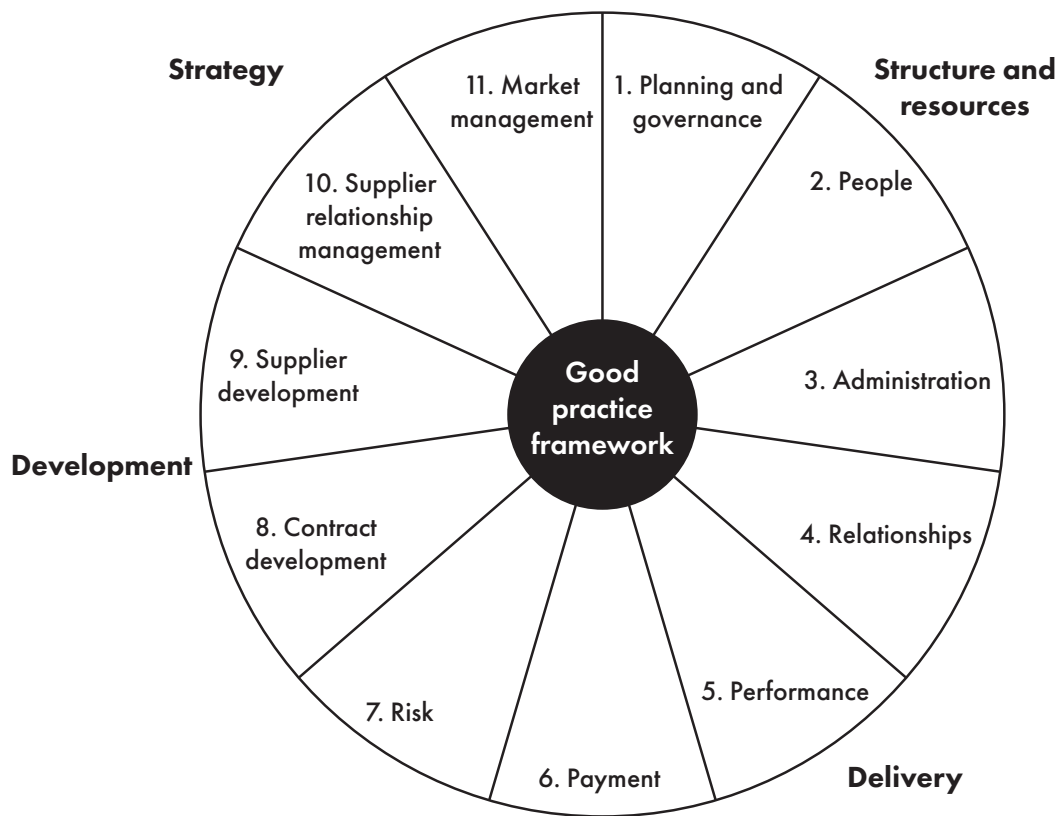 Strategy
Structure and
resources
11. Market
management
1. Planning and
governance
2. People
10. Supplier
relationship
management
9. Supplier
development
Good
practice
framework
3. Administration
Development
8. Contract
development
4. Relationships
7. Risk
5. Performance
6. Payment
Delivery